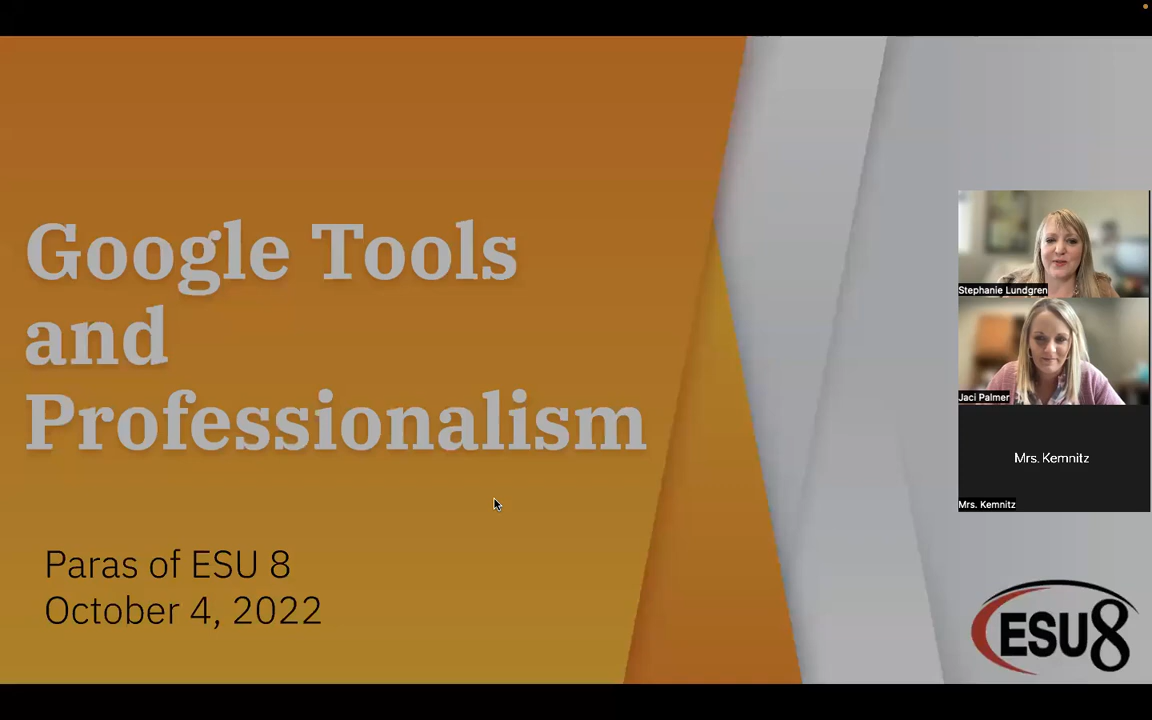 Google Tools
and
Professionalism
Paras of ESU 8
October 4, 2022
Stephanie Lundgren
Jaci Palmer
Mrs. Kemnitz
Mrs. Kemnitz
ESU8